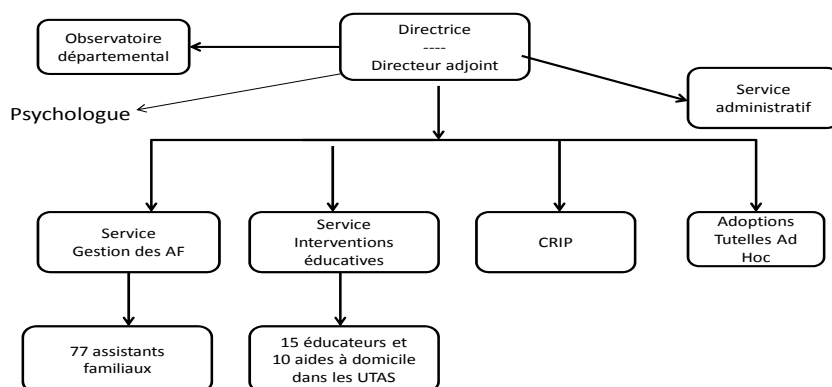 Observatoire
départemental
Directrice
----
Directeur adjoint
Service
administratif
Psychologue
Service
Gestion des AF
Service
Interventions
éducatives
CRIP
Adoptions
Tutelles Ad
Hoc
77 assistants
familiaux
15 éducateurs et
10 aides à domicile
dans les UTAS